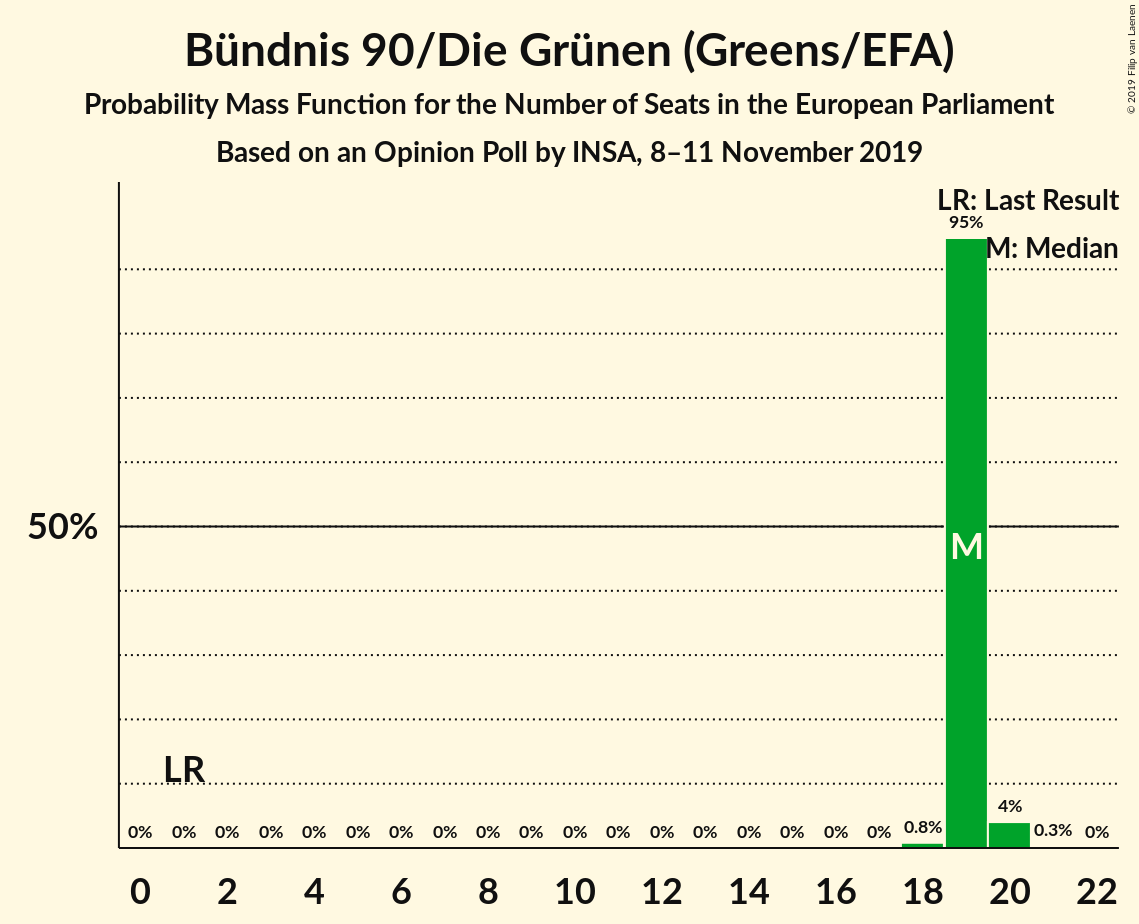 Bündnis 90/Die Grünen (Greens/EFA)
Probability Mass Function for the Number of Seats in the European Parliament
Based on an Opinion Poll by INSA, 8–11 November 2019
© 2019 Filip van Laenen
LR: Last Result
95%
M: Median
50%
M
LR
4%
0% 0% 0% 0% 0% 0% 0% 0% 0% 0% 0% 0% 0% 0% 0% 0% 0% 0% 0.8% 0.3% 0%
0 2 4 6 8 10 12 14 16 18 20 22